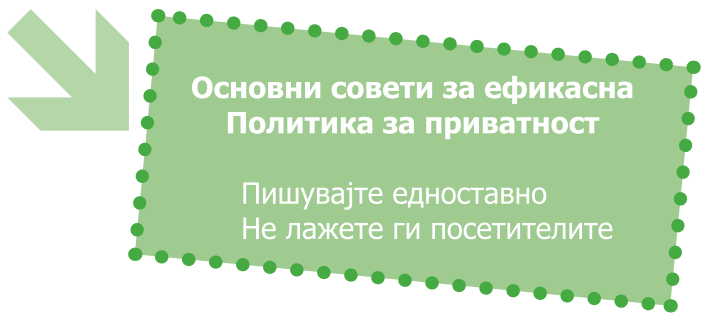 Основни совети за ефикасна
Политика за приватност
Пишувајте едноставно
Не лажете ги посетителите